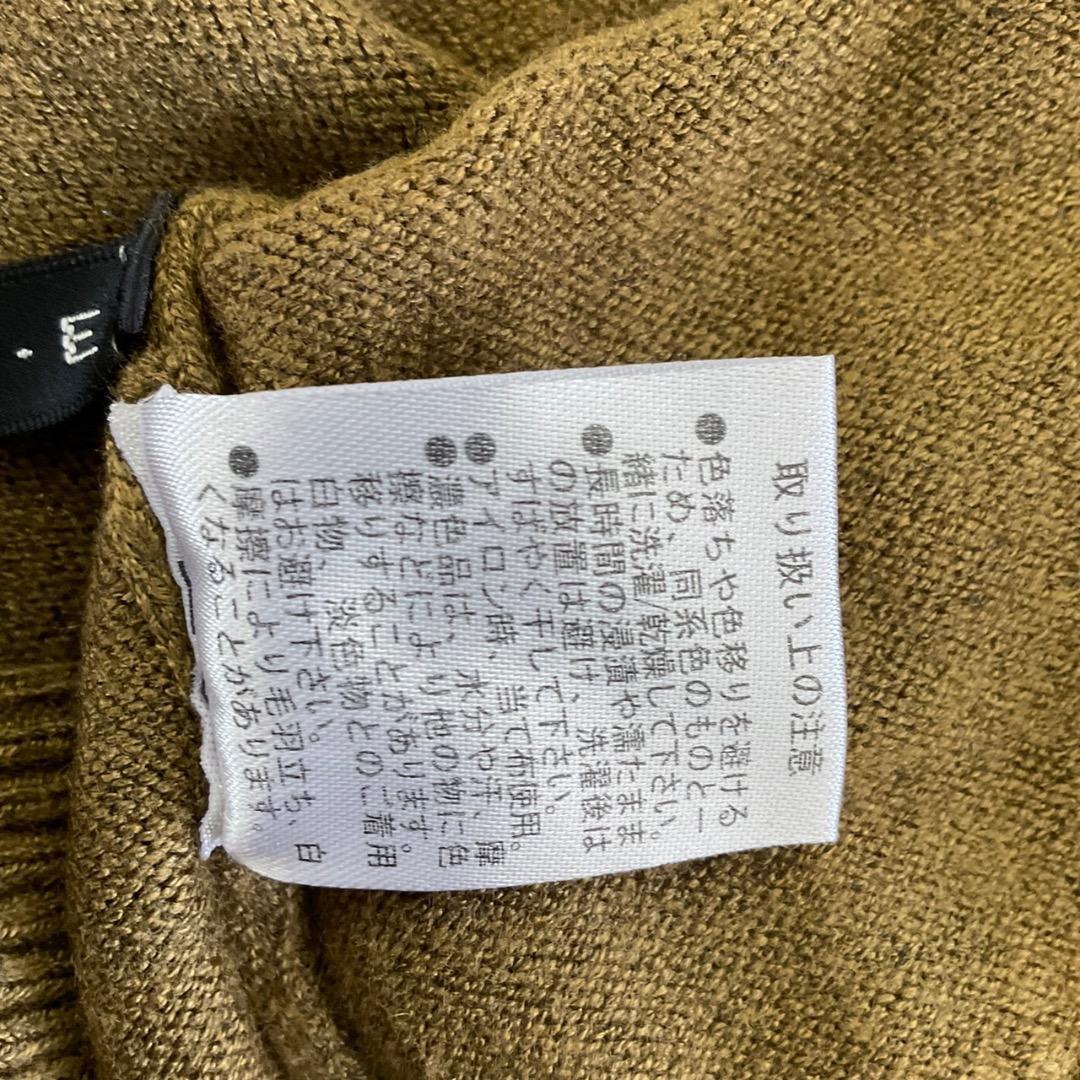 取り扱い上の注意
●色落ちや色移りを避ける
ため、同系色のものと一
緒に洗濯/乾燥して下さい。
●長時間の浸漬や濡たまま
の放置は避け、洗濯後は
すばやく干して下さい。
●アイロン時、当て布使用。
●濃色品は、水分や汗、摩
擦などにより他の物に色
移りすることがあります。
白物、淡色物とのご着用
はお避け下さい。
●摩擦により毛羽立ち、白
くなることがあります。
E